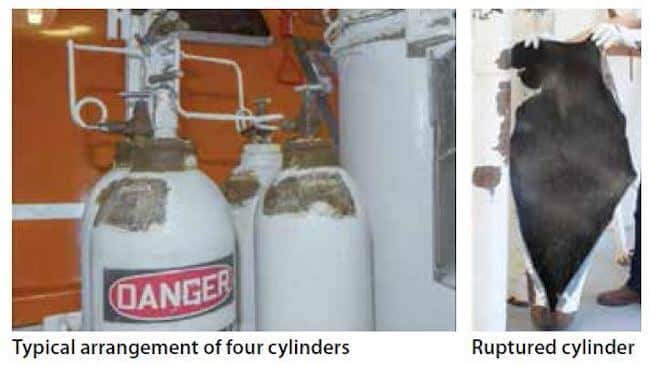 DANGER
Typical arrangement of four cylinders
Ruptured cylinder